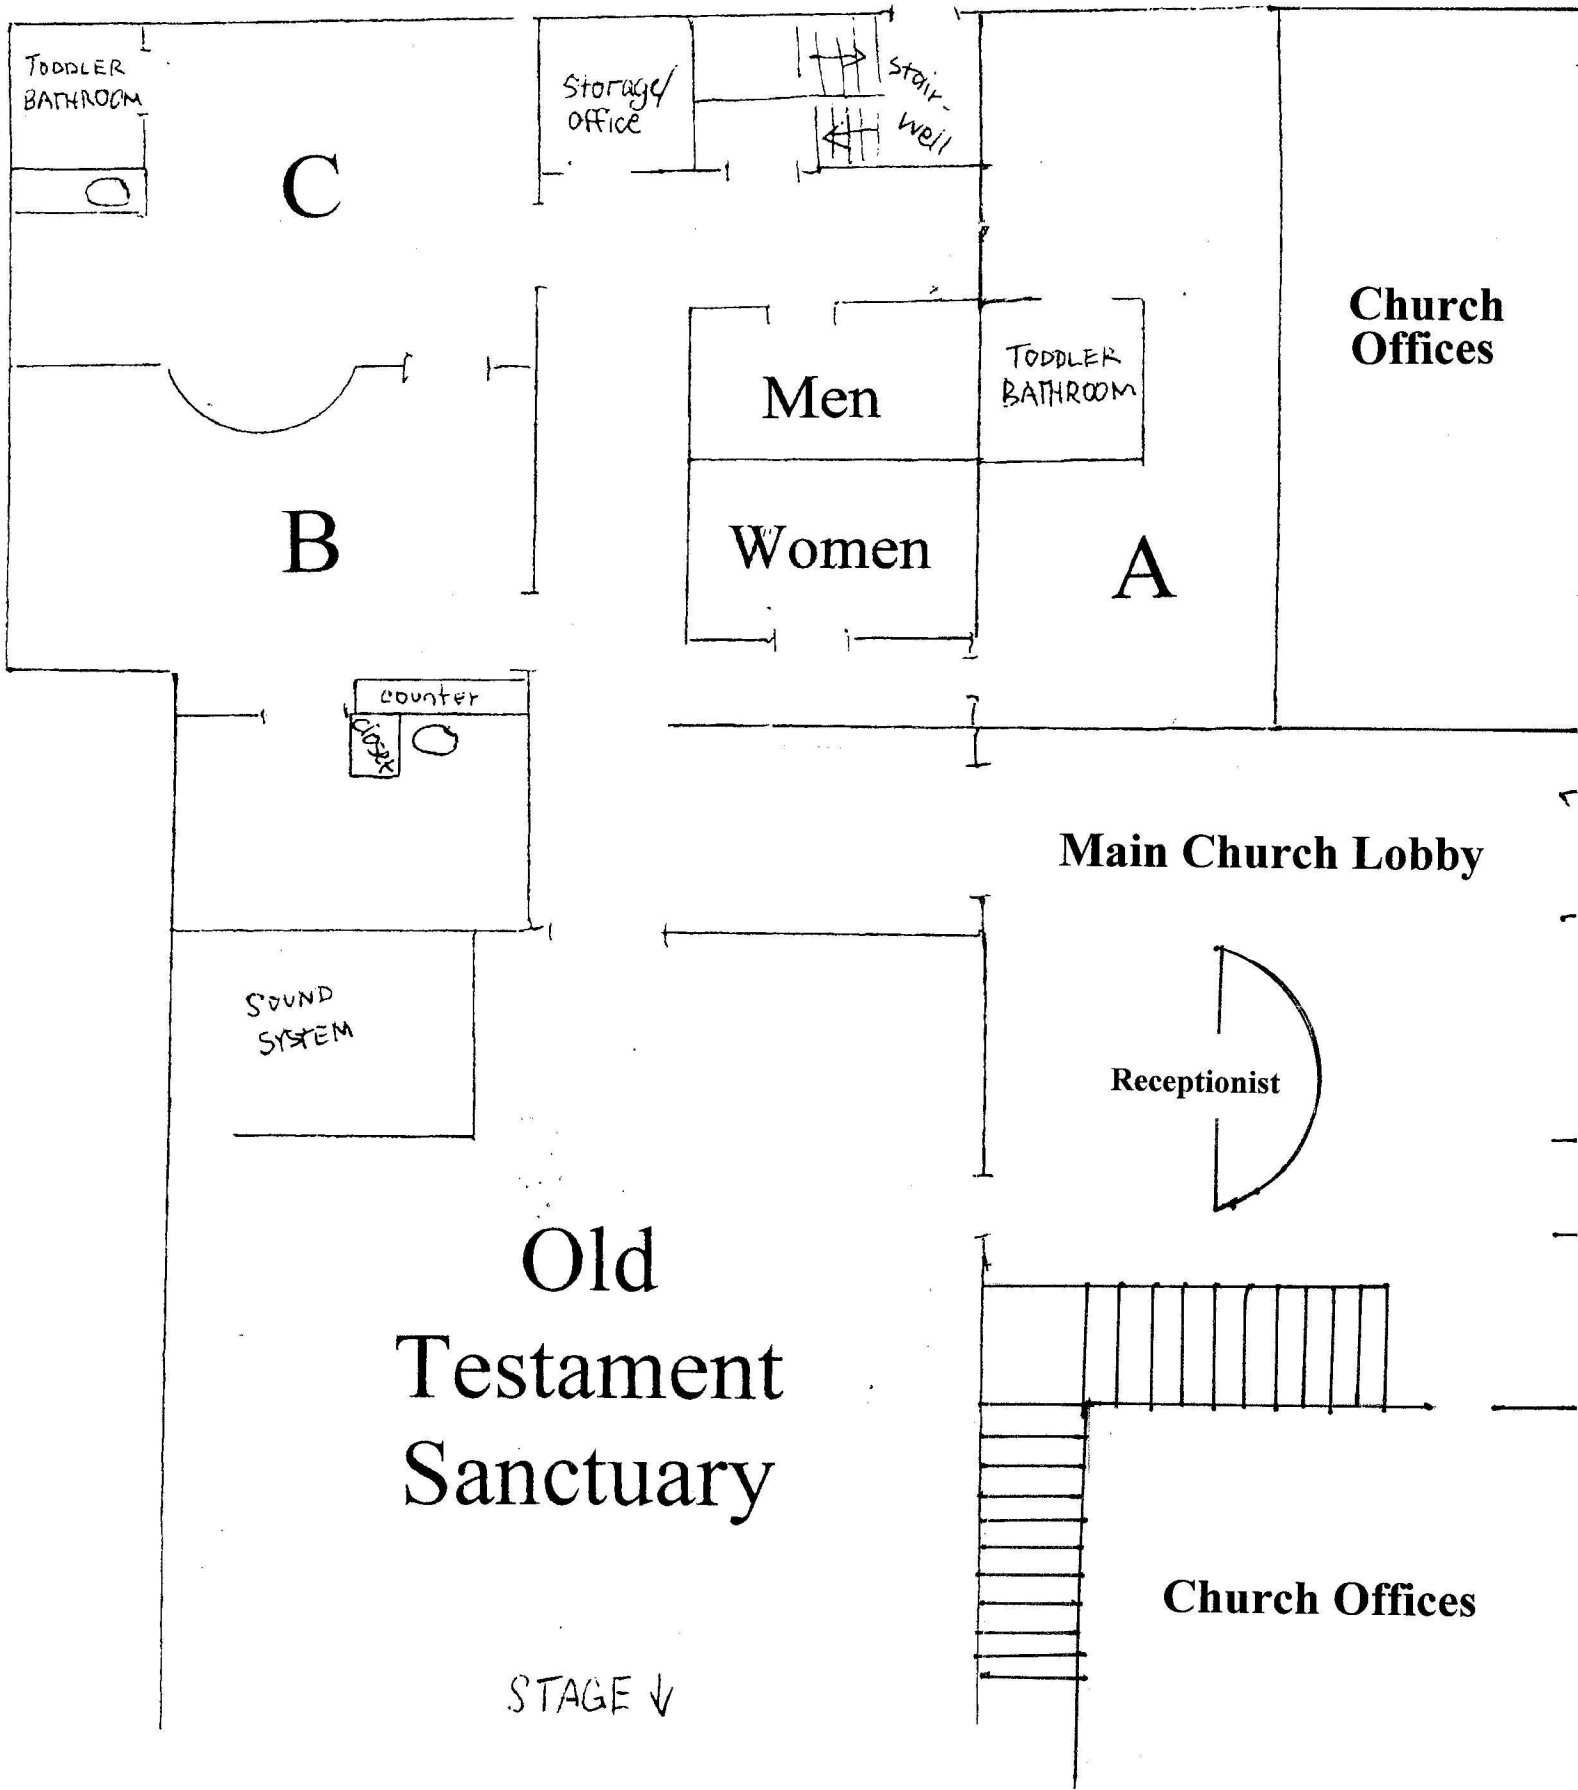 TODDLER
BATHROOM
Storage/
office
stair-
well
C
Church
Offices
Men
TODDLER
BATHROOM
B
Women
A
counter
closet
Main Church Lobby
SOUND
SYSTEM
Receptionist
Old
Testament
Sanctuary
Church Offices
STAGE ↓